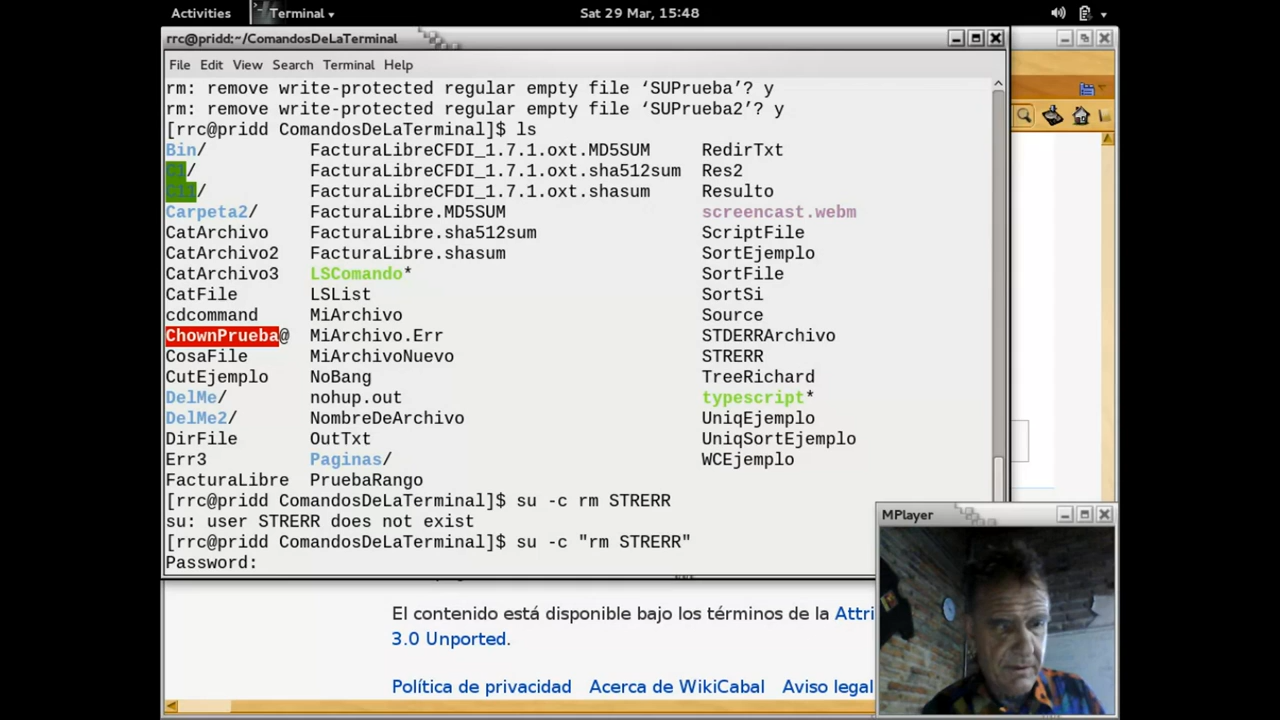 Activities Terminal Sat 29 Mar, 15:48
rrc@pridd:~/ComandosDeLaTerminal
File Edit View Search Terminal Help
rm: remove write-protected regular empty file ‘SUPrueba’? y
rm: remove write-protected regular empty file ‘SUPrueba2’? y
[rrc@pridd ComandosDeLaTerminal]$ ls
Bin/ FacturaLibreCFDI_1.7.1.oxt.MD5SUM RedirTxt
C1/ FacturaLibreCFDI_1.7.1.oxt.sha512sum Res2
C11/ FacturaLibreCFDI_1.7.1.oxt.shasum Resulto
Carpeta2/ FacturaLibre.MD5SUM screencast.webm
CatArchivo FacturaLibre.sha512sum ScriptFile
CatArchivo2 FacturaLibre.shasum SortEjemplo
CatArchivo3 LSComando* SortFile
CatFile LSList SortSi
cdcommand MiArchivo Source
ChownPrueba@ MiArchivo.Err STDERRArchivo
CosaFile MiArchivoNuevo STRERR
CutEjemplo NoBang TreeRichard
DelMe/ nohup.out typescript*
DelMe2/ NombreDeArchivo UniqEjemplo
DirFile OutTxt UniqSortEjemplo
Err3 Paginas/ WCEjemplo
FacturaLibre PruebaRango
[rrc@pridd ComandosDeLaTerminal]$ su -c rm STRERR
su: user STRERR does not exist
[rrc@pridd ComandosDeLaTerminal]$ su -c "rm STRERR"
Password:
MPlayer
El contenido está disponible bajo los términos de la Attri
3.0 Unported.
Política de privacidad Acerca de WikiCabal Aviso legal